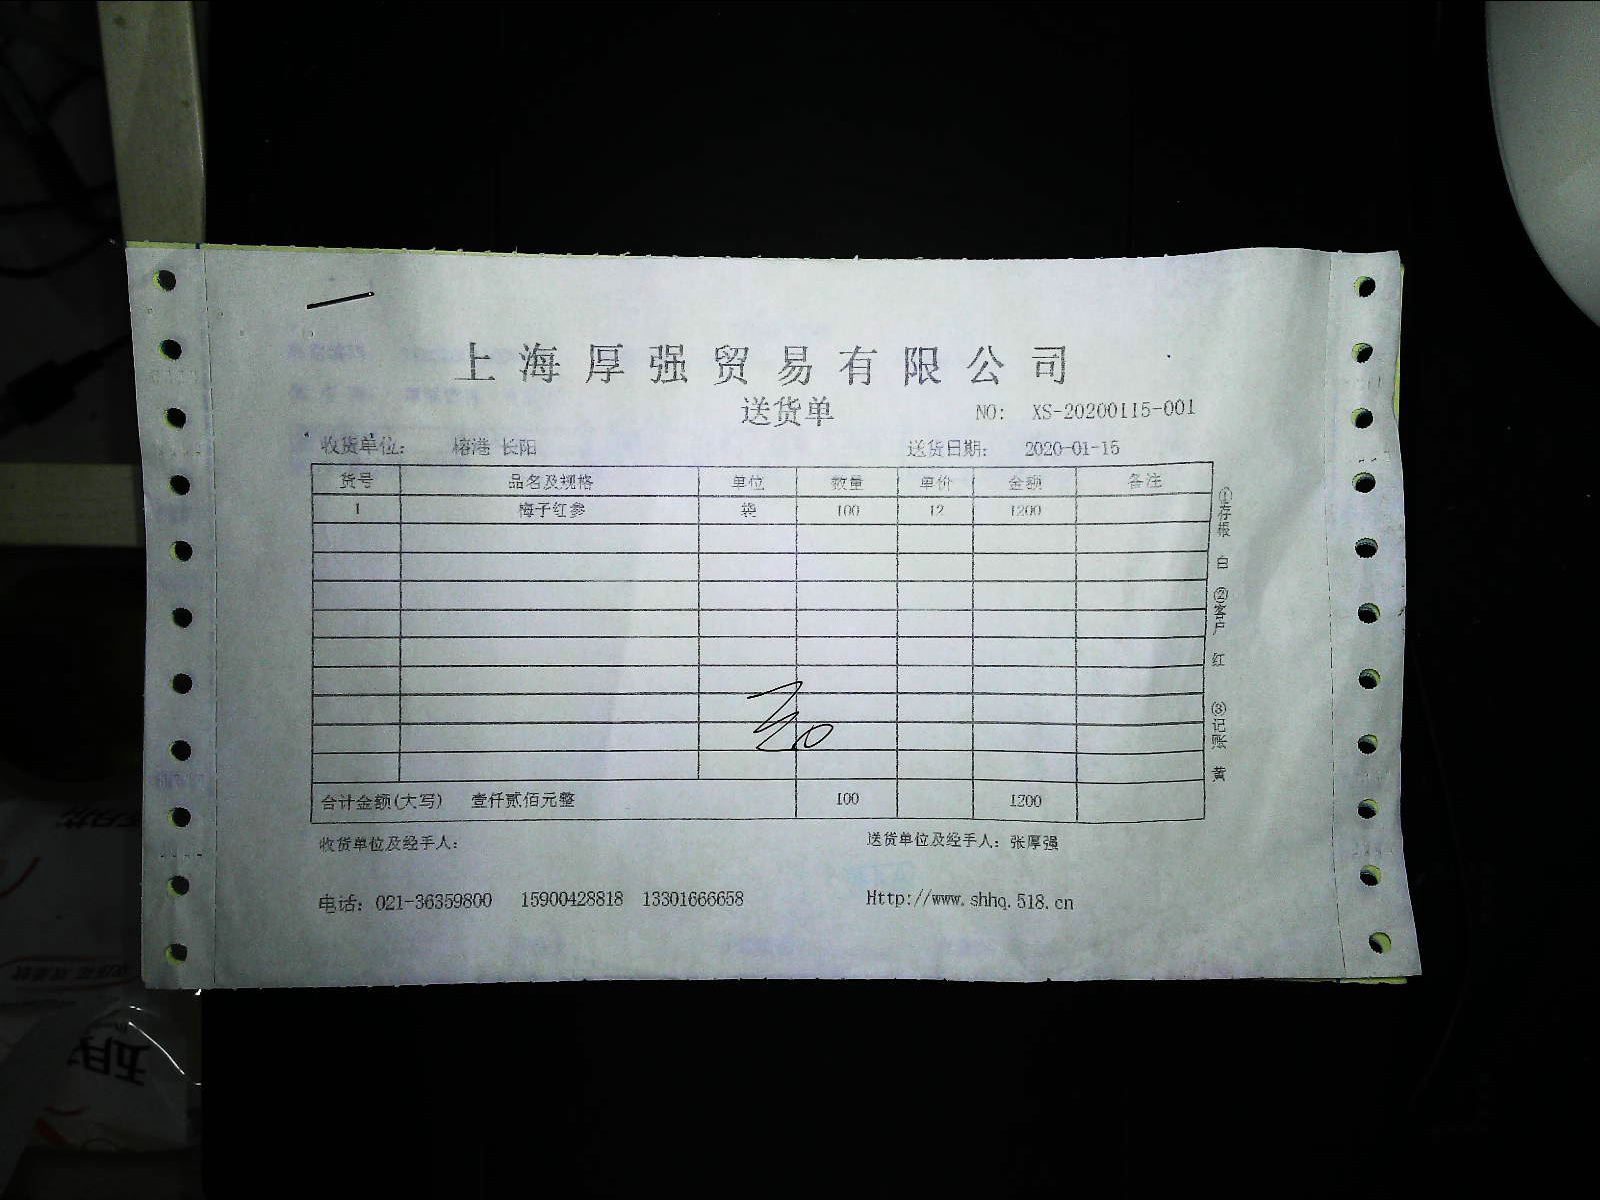 上海厚强贸易有限公司
送货单
NO: XS-20200115-001
收货单位: 榕港 长阳 送货日期: 2020-01-15
货号 品名及规格 单位 数量 单价 金额 备注
1 梅子红参 袋 100 12 1200
合计金额(大写) 壹仟贰佰元整 100 1200
收货单位及经手人: 送货单位及经手人: 张厚强
电话: 021-36359800 15900428818 13301666658 Http://www.shhq.518.cn
①存根 白 ②客户 红 ③记账 黄